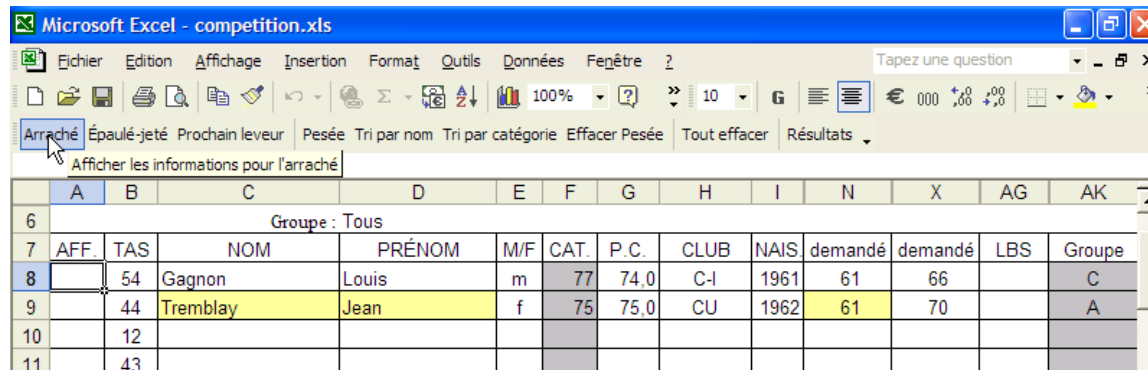 Microsoft Excel - competition.xls
Fichier Edition Affichage Insertion Format Outils Données Fenêtre ? Tapez une question
100% 10 G € 000
Arraché Épaulé-jeté Prochain leveur Pesée Tri par nom Tri par catégorie Effacer Pesée Tout effacer Résultats
Afficher les informations pour l'arraché
A B C D E F G H I N X AG AK
6 Groupe : Tous
7 AFF. TAS NOM PRÉNOM M/F CAT. P.C. CLUB NAIS. demandé demandé LBS Groupe
8 54 Gagnon Louis m 77 74,0 C-I 1961 61 66 C
9 44 Tremblay Jean f 75 75,0 CU 1962 61 70 A
10 12
11 43